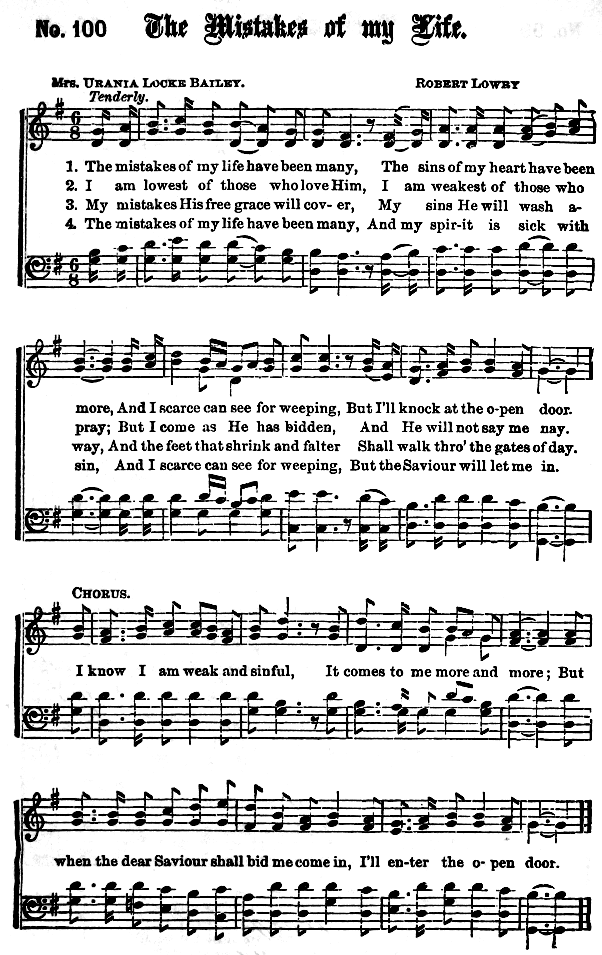 No. 100 The Mistakes of my Life.
Mrs. Urania Locke Bailey. Robert Lowry
Tenderly.
1. The mistakes of my life have been many, The sins of my heart have been
2. I am lowest of those who love Him, I am weakest of those who
3. My mistakes His free grace will cov- er, My sins He will wash a-
4. The mistakes of my life have been many, And my spir-it is sick with
more, And I scarce can see for weeping, But I'll knock at the o-pen door.
pray; But I come as He has bidden, And He will not say me nay.
way, And the feet that shrink and falter Shall walk thro' the gates of day.
sin, And I scarce can see for weeping, But the Saviour will let me in.
Chorus.
I know I am weak and sinful, It comes to me more and more; But
when the dear Saviour shall bid me come in, I'll en-ter the o- pen door.